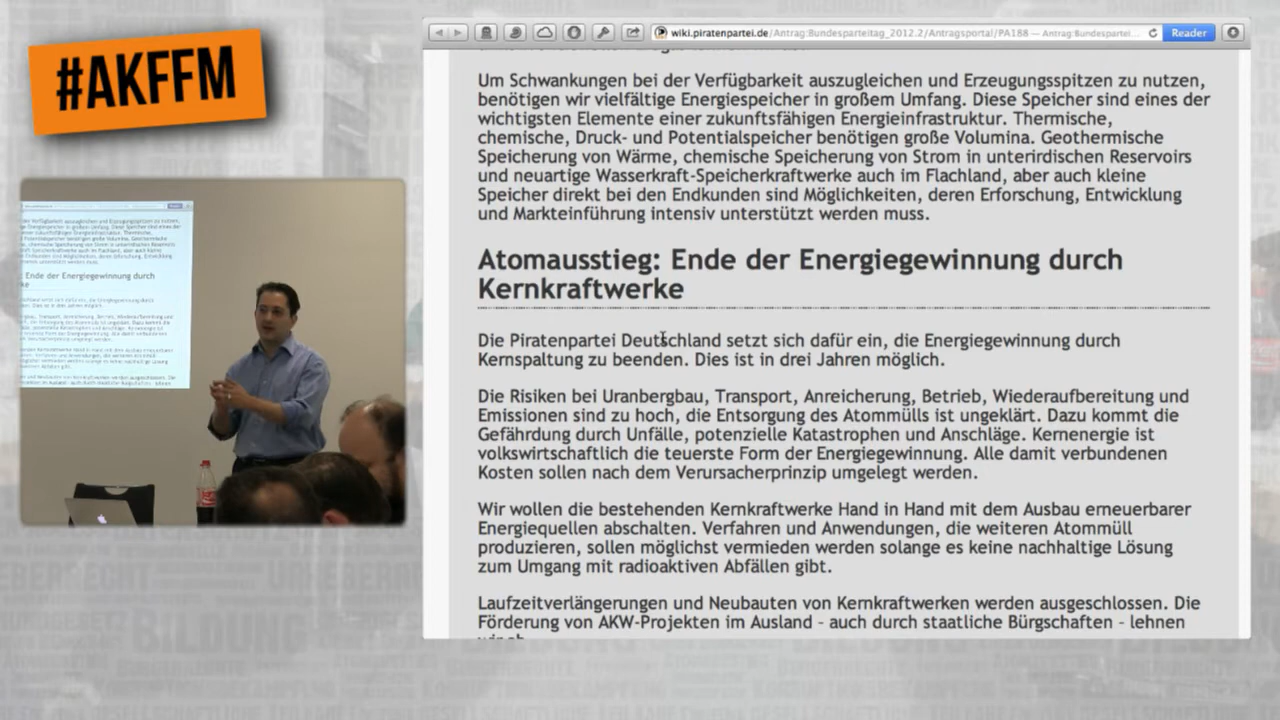 #AKFFM
wiki.piratenpartei.de/Antrag:Bundesparteitag_2012.2/Antragsportal/PA188 — Antrag:Bundespartei...
Reader
Um Schwankungen bei der Verfügbarkeit auszugleichen und Erzeugungsspitzen zu nutzen,
benötigen wir vielfältige Energiespeicher in großem Umfang. Diese Speicher sind eines der
wichtigsten Elemente einer zukunftsfähigen Energieinfrastruktur. Thermische,
chemische, Druck- und Potentialspeicher benötigen große Volumina. Geothermische
Speicherung von Wärme, chemische Speicherung von Strom in unterirdischen Reservoirs
und neuartige Wasserkraft-Speicherkraftwerke auch im Flachland, aber auch kleine
Speicher direkt bei den Endkunden sind Möglichkeiten, deren Erforschung, Entwicklung
und Markteinführung intensiv unterstützt werden muss.
Atomausstieg: Ende der Energiegewinnung durch
Kernkraftwerke
Die Piratenpartei Deutschland setzt sich dafür ein, die Energiegewinnung durch
Kernspaltung zu beenden. Dies ist in drei Jahren möglich.
Die Risiken bei Uranbergbau, Transport, Anreicherung, Betrieb, Wiederaufbereitung und
Emissionen sind zu hoch, die Entsorgung des Atommülls ist ungeklärt. Dazu kommt die
Gefährdung durch Unfälle, potenzielle Katastrophen und Anschläge. Kernenergie ist
volkswirtschaftlich die teuerste Form der Energiegewinnung. Alle damit verbundenen
Kosten sollen nach dem Verursacherprinzip umgelegt werden.
Wir wollen die bestehenden Kernkraftwerke Hand in Hand mit dem Ausbau erneuerbarer
Energiequellen abschalten. Verfahren und Anwendungen, die weiteren Atommüll
produzieren, sollen möglichst vermieden werden solange es keine nachhaltige Lösung
zum Umgang mit radioaktiven Abfällen gibt.
Laufzeitverlängerungen und Neubauten von Kernkraftwerken werden ausgeschlossen. Die
Förderung von AKW-Projekten im Ausland – auch durch staatliche Bürgschaften – lehnen
BILDUNG